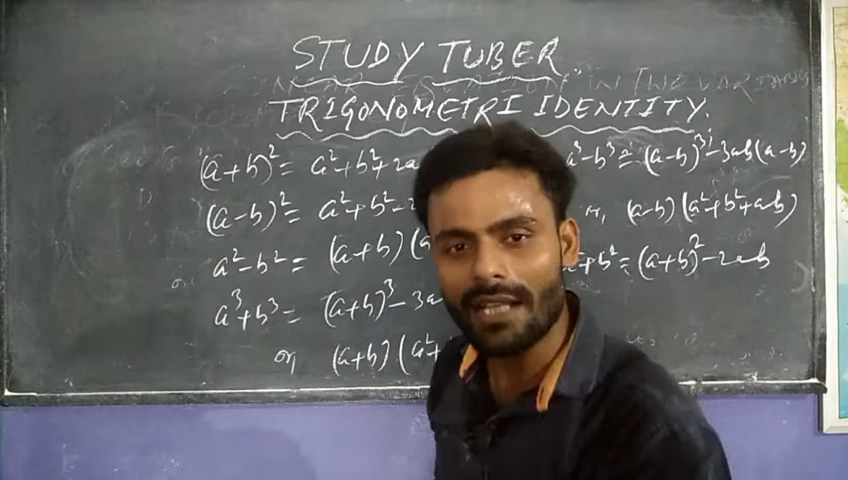 STUDY TUBER
TRIGONOMETRI IDENTITY.
(a+b)² = a²+b²+2a
(a-b)² = a²+b²-2
a²-b² = (a+b)(a
a³+b³ = (a+b)³-3a
or, (a+b)(a²+
a³-b³ = (a-b)³-3ab(a-b)
or, (a-b)(a²+b²+ab)
a²+b² = (a+b)²-2ab